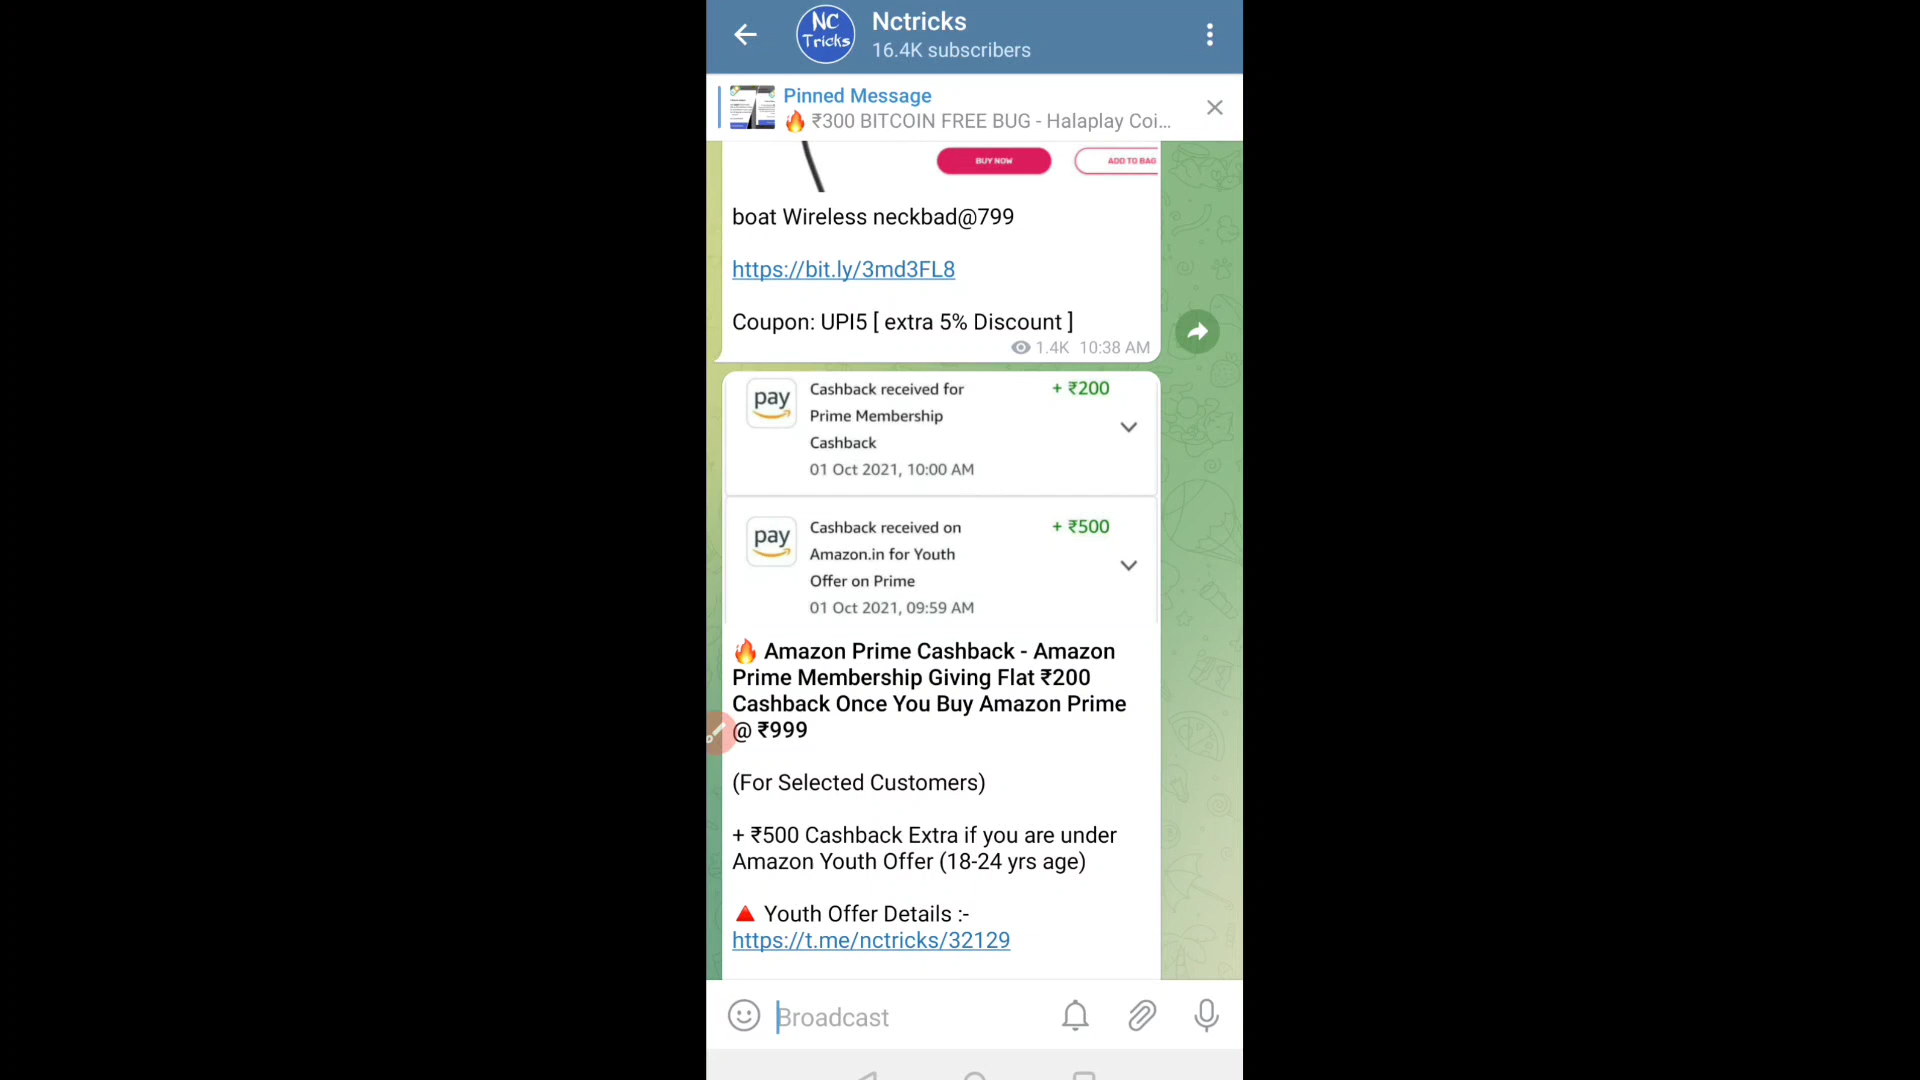 NC
Tricks
Nctricks
16.4K subscribers
Pinned Message
🔥 ₹300 BITCOIN FREE BUG - Halaplay Coi...
BUY NOW
ADD TO BAG
boat Wireless neckbad@799
https://bit.ly/3md3FL8
Coupon: UPI5 [ extra 5% Discount ]
1.4K 10:38 AM
pay
Cashback received for
Prime Membership
Cashback
01 Oct 2021, 10:00 AM
+ ₹200
pay
Cashback received on
Amazon.in for Youth
Offer on Prime
01 Oct 2021, 09:59 AM
+ ₹500
🔥 Amazon Prime Cashback - Amazon
Prime Membership Giving Flat ₹200
Cashback Once You Buy Amazon Prime
@ ₹999
(For Selected Customers)
+ ₹500 Cashback Extra if you are under
Amazon Youth Offer (18-24 yrs age)
🔺 Youth Offer Details :-
https://t.me/nctricks/32129
Broadcast